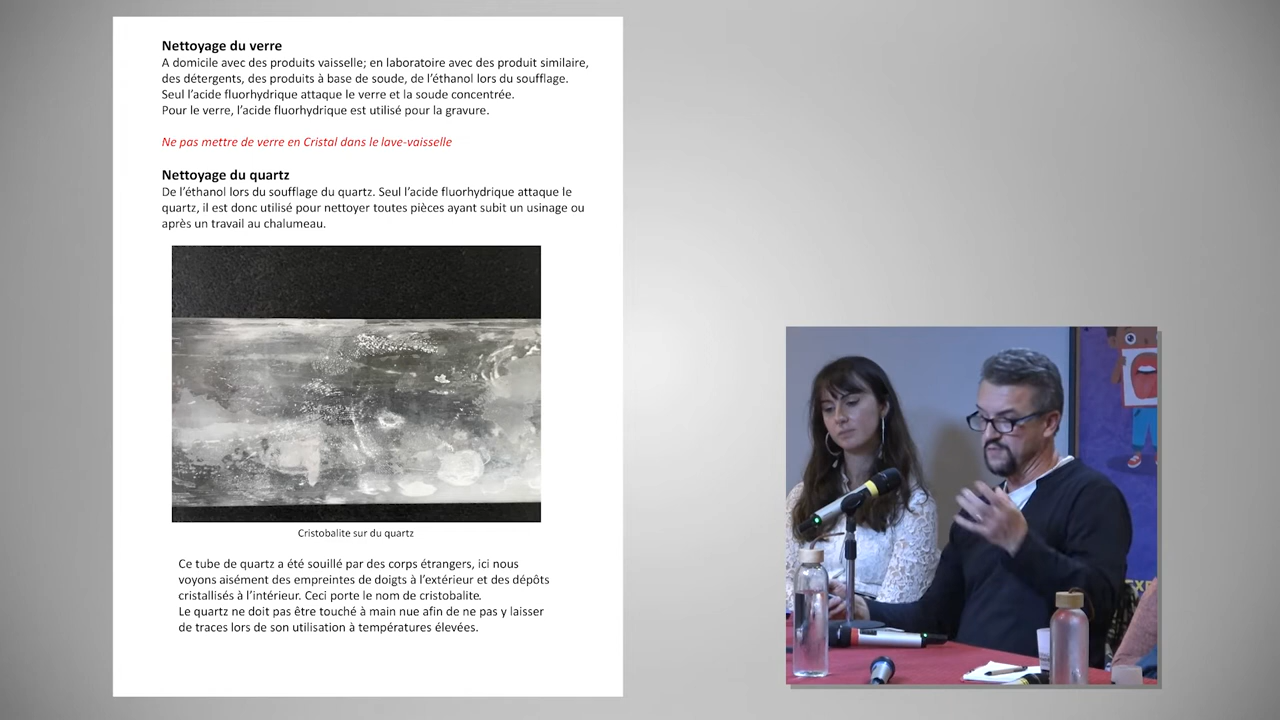 Nettoyage du verre
A domicile avec des produits vaisselle; en laboratoire avec des produit similaire,
des détergents, des produits à base de soude, de l'éthanol lors du soufflage.
Seul l'acide fluorhydrique attaque le verre et la soude concentrée.
Pour le verre, l'acide fluorhydrique est utilisé pour la gravure.
Ne pas mettre de verre en Cristal dans le lave-vaisselle
Nettoyage du quartz
De l'éthanol lors du soufflage du quartz. Seul l'acide fluorhydrique attaque le
quartz, il est donc utilisé pour nettoyer toutes pièces ayant subit un usinage ou
après un travail au chalumeau.
Cristobalite sur du quartz
Ce tube de quartz a été souillé par des corps étrangers, ici nous
voyons aisément des empreintes de doigts à l'extérieur et des dépôts
cristallisés à l'intérieur. Ceci porte le nom de cristobalite.
Le quartz ne doit pas être touché à main nue afin de ne pas y laisser
de traces lors de son utilisation à températures élevées.